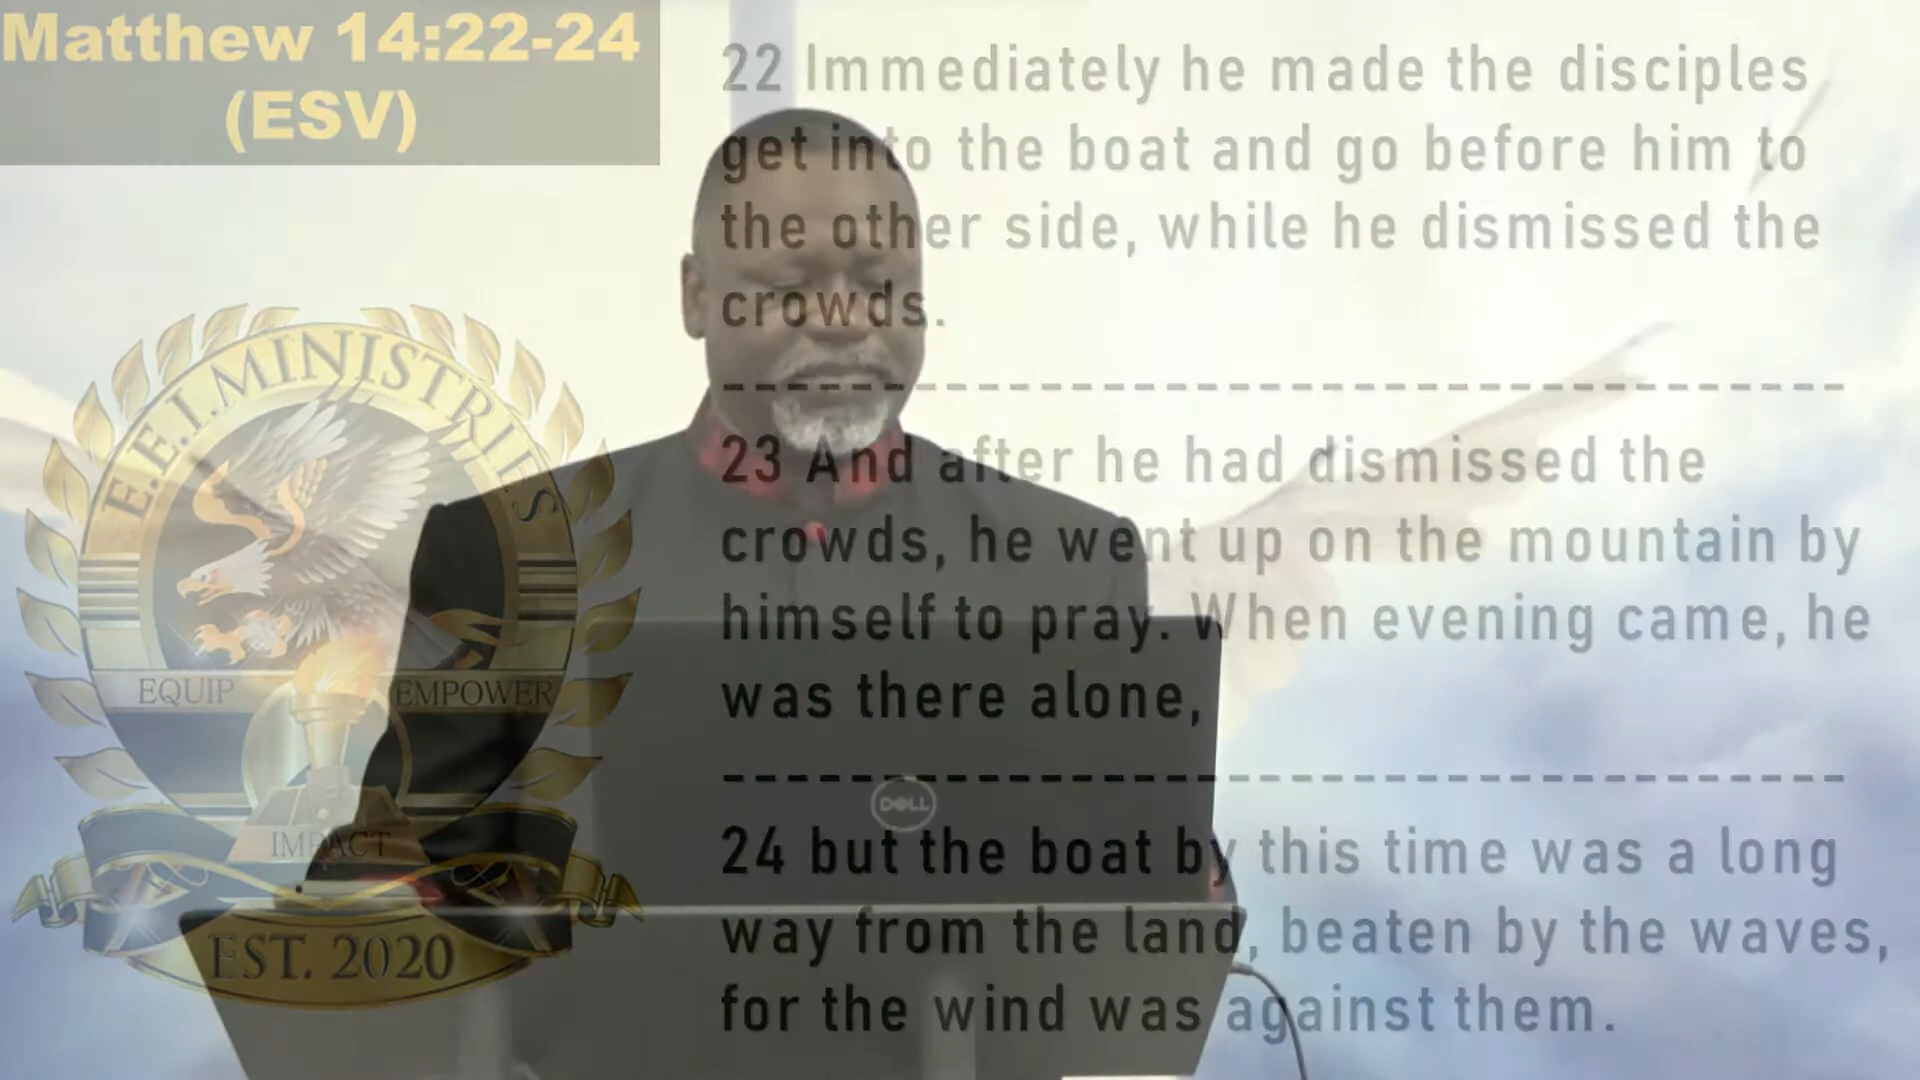 Matthew 14:22-24
(ESV)
22 Immediately he made the disciples
get into the boat and go before him to
the other side, while he dismissed the
crowds.
23 And after he had dismissed the
crowds, he went up on the mountain by
himself to pray. When evening came, he
was there alone,
24 but the boat by this time was a long
way from the land, beaten by the waves,
for the wind was against them.
E.E.I.MINISTRIES
EQUIP EMPOWER
IMPACT
EST. 2020
DELL